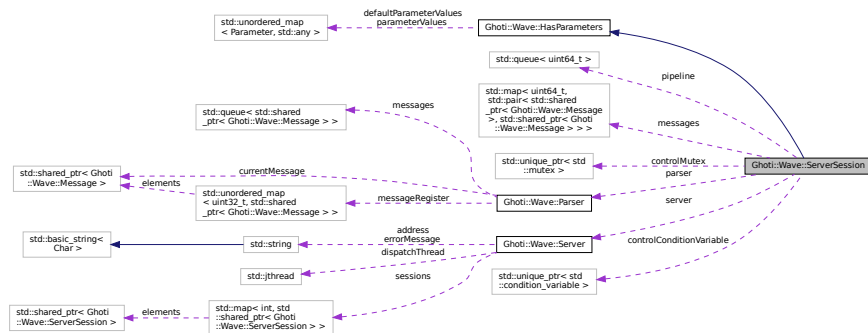 std::unordered_map
< Parameter, std::any >
defaultParameterValues
parameterValues
Ghoti::Wave::HasParameters
std::queue< uint64_t >
pipeline
std::map< uint64_t,
std::pair< std::shared
_ptr< Ghoti::Wave::Message
>, std::shared_ptr< Ghoti
::Wave::Message > > >
messages
std::queue< std::shared
_ptr< Ghoti::Wave::Message > >
messages
std::unique_ptr< std
::mutex >
controlMutex
Ghoti::Wave::ServerSession
std::shared_ptr< Ghoti
::Wave::Message >
currentMessage
elements
std::unordered_map
< uint32_t, std::shared
_ptr< Ghoti::Wave::Message > >
messageRegister
Ghoti::Wave::Parser
parser
server
std::basic_string<
Char >
std::string
address
errorMessage
Ghoti::Wave::Server
controlConditionVariable
std::jthread
dispatchThread
sessions
std::unique_ptr< std
::condition_variable >
std::shared_ptr< Ghoti
::Wave::ServerSession >
elements
std::map< int, std
::shared_ptr< Ghoti
::Wave::ServerSession > >